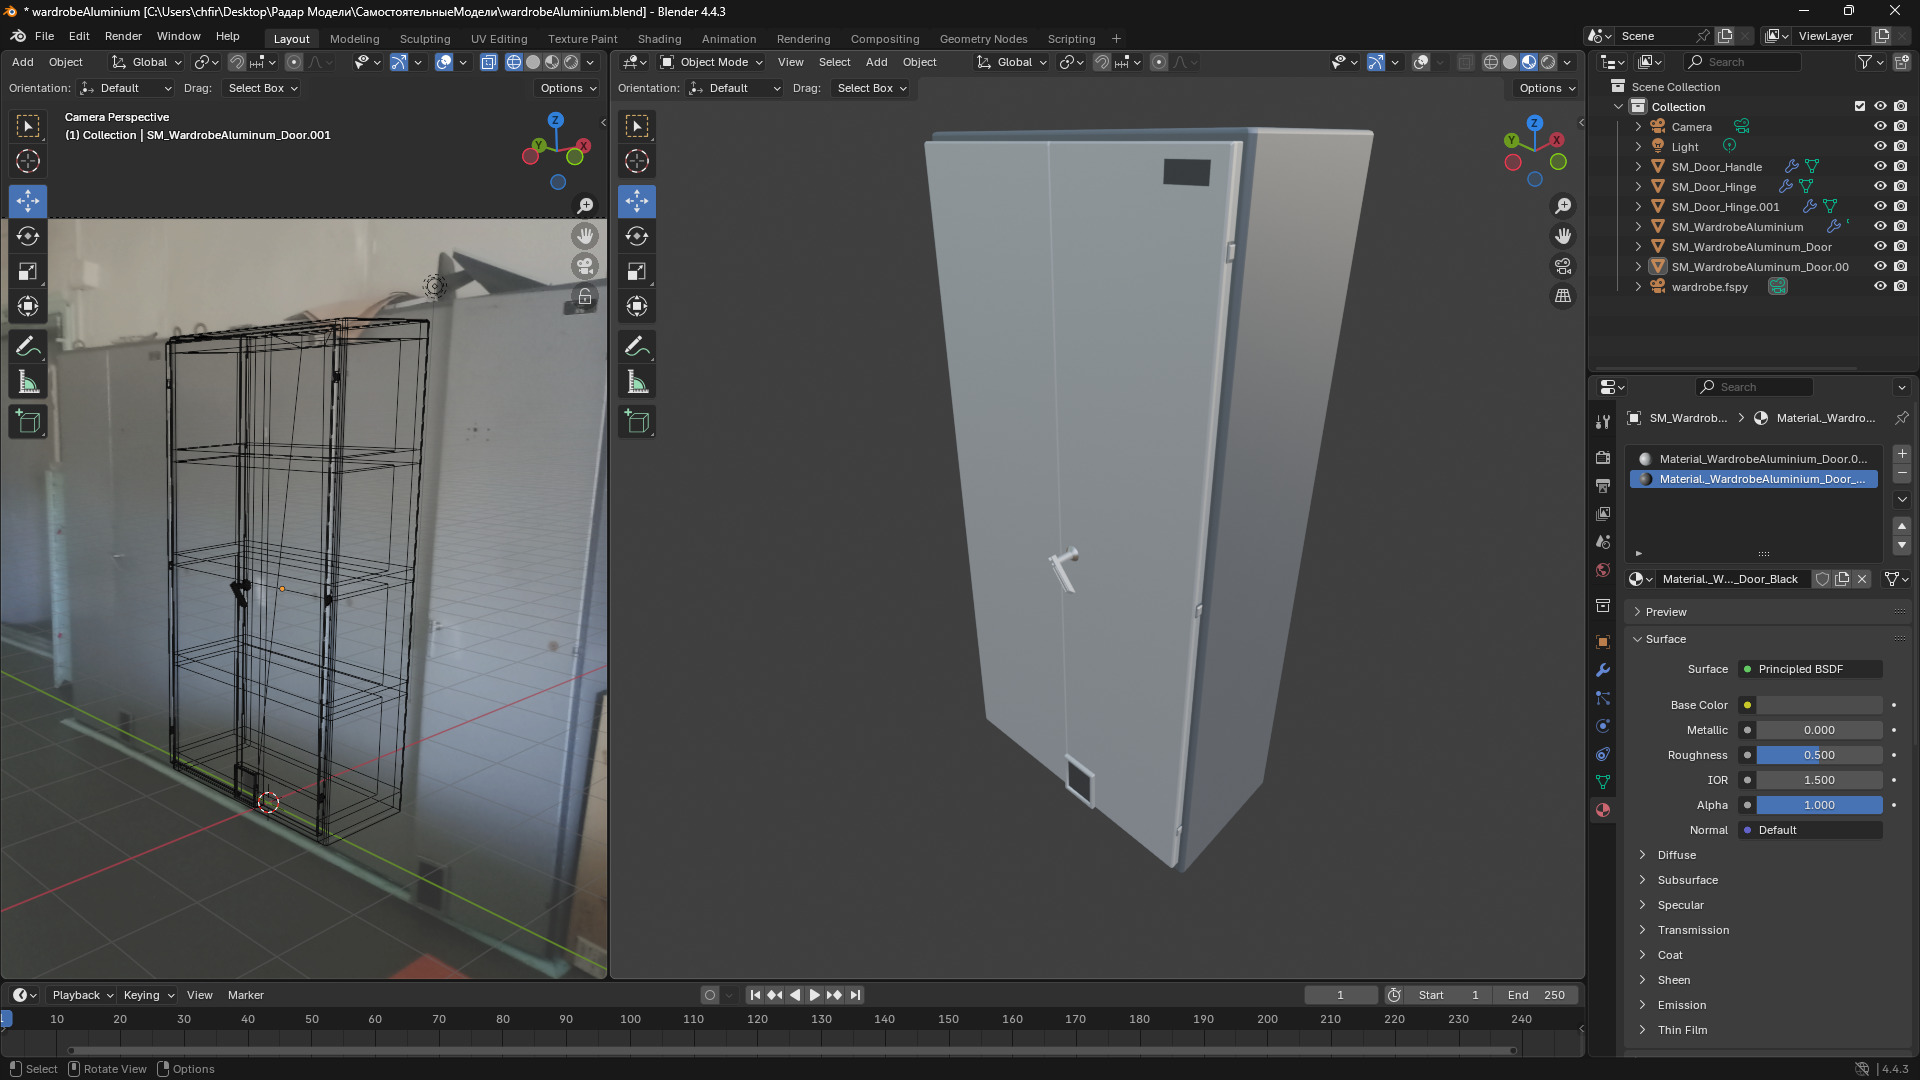 * wardrobeAluminium [C:\Users\chfir\Desktop\Радар Модели\СамостоятельныеМодели\wardrobeAluminium.blend] - Blender 4.4.3
File Edit Render Window Help Layout Modeling Sculpting UV Editing Texture Paint Shading Animation Rendering Compositing Geometry Nodes Scripting + Scene ViewLayer
Add Object Global
Object Mode View Select Add Object Global
Search
Orientation: Default Drag: Select Box Options
Orientation: Default Drag: Select Box Options
Scene Collection
Collection
Camera
Light
SM_Door_Handle
SM_Door_Hinge
SM_Door_Hinge.001
SM_WardrobeAluminium
SM_WardrobeAluminum_Door
SM_WardrobeAluminum_Door.00
wardrobe.fspy
Camera Perspective
(1) Collection | SM_WardrobeAluminum_Door.001
Z
Y
X
Z
Y
X
Search
SM_Wardrob... Material._Wardro...
Material_WardrobeAluminium_Door.0...
Material._WardrobeAluminium_Door_...
Material._W..._Door_Black
Preview
Surface
Surface Principled BSDF
Base Color
Metallic 0.000
Roughness 0.500
IOR 1.500
Alpha 1.000
Normal Default
Diffuse
Subsurface
Specular
Transmission
Coat
Sheen
Emission
Thin Film
Playback Keying View Marker 1 Start 1 End 250
1 10 20 30 40 50 60 70 80 90 100 110 120 130 140 150 160 170 180 190 200 210 220 230 240
Select Rotate View Options 4.4.3